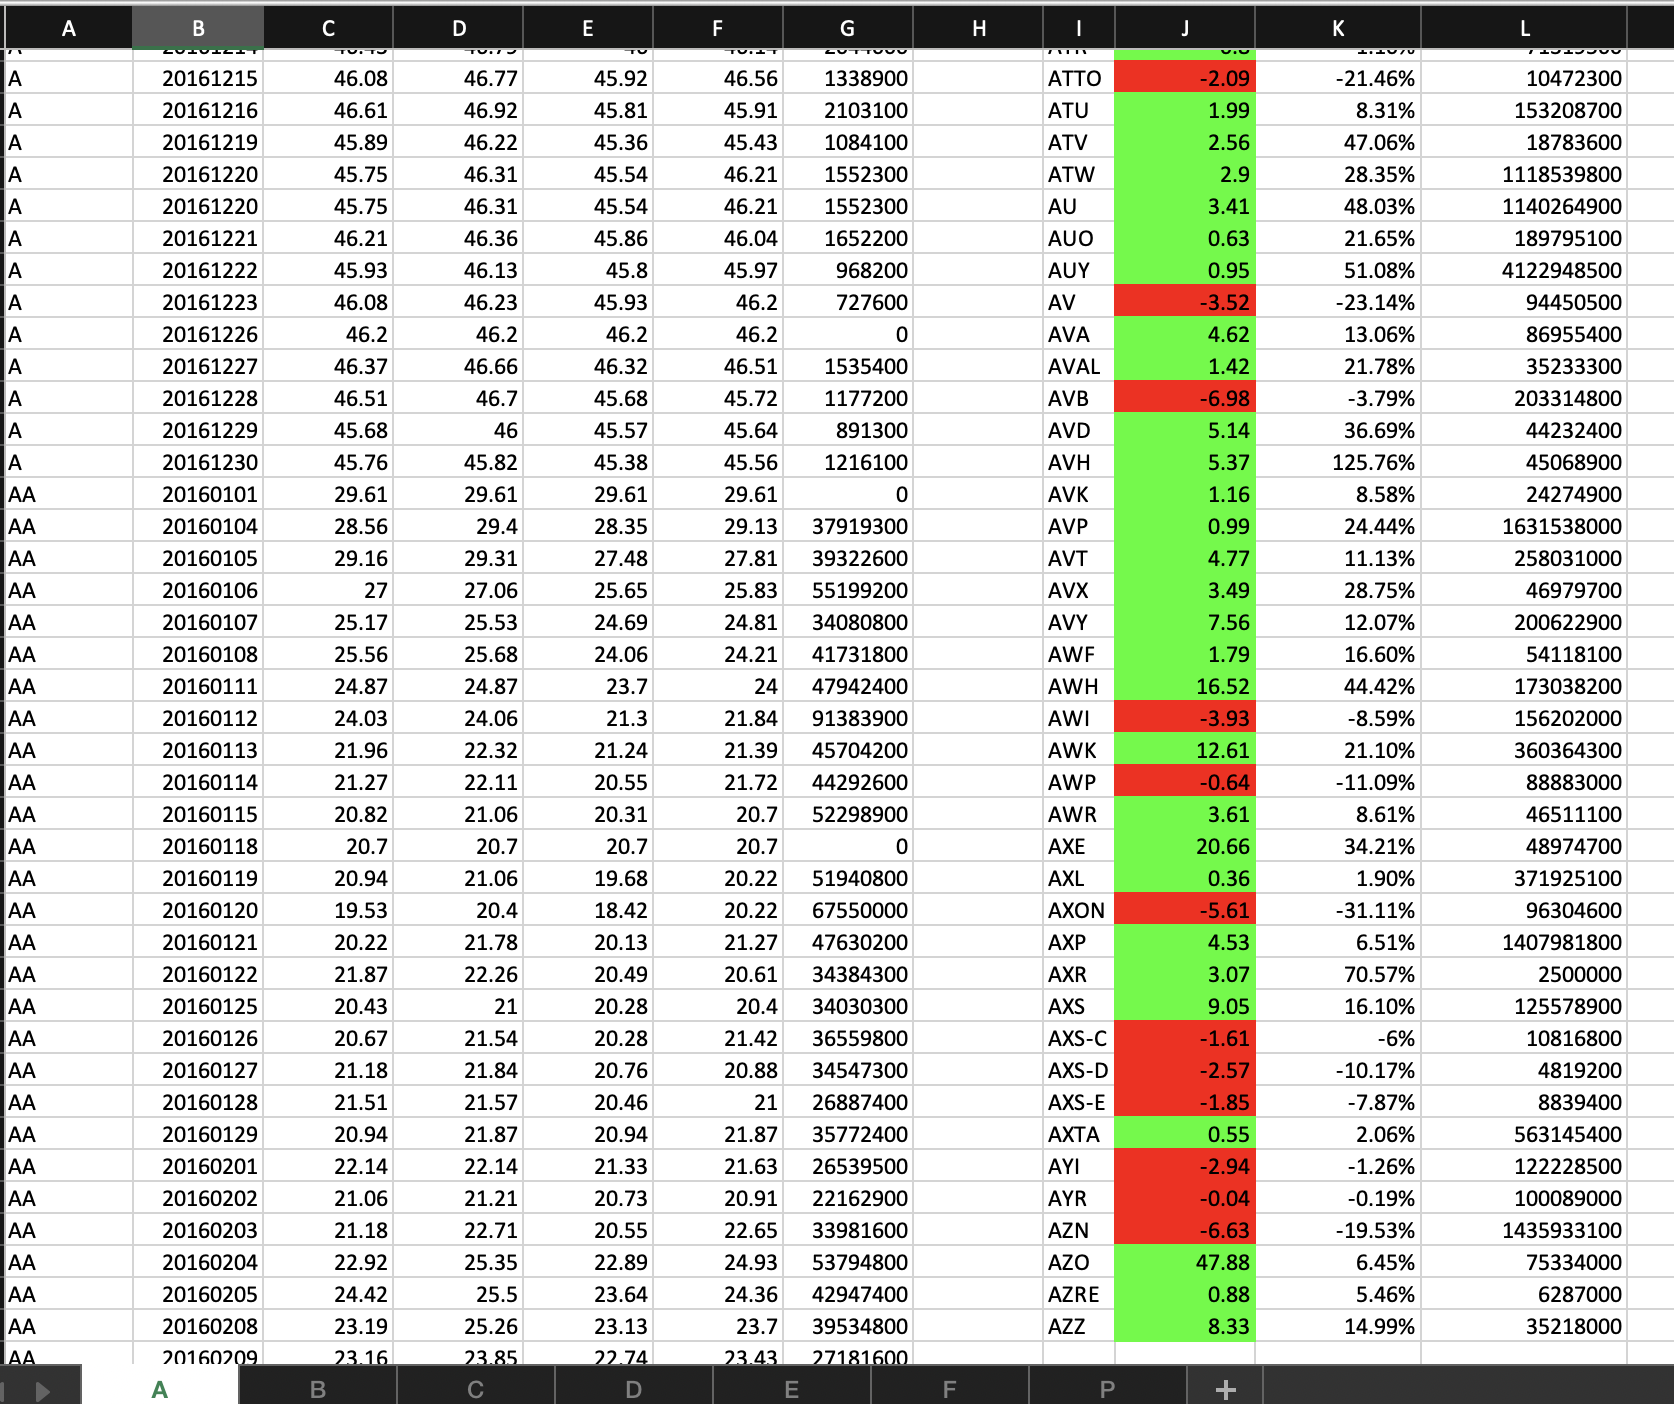 A B C D E F G H I J K L
A 20161215 46.08 46.77 45.92 46.56 1338900 ATTO -2.09 -21.46% 10472300
A 20161216 46.61 46.92 45.81 45.91 2103100 ATU 1.99 8.31% 153208700
A 20161219 45.89 46.22 45.36 45.43 1084100 ATV 2.56 47.06% 18783600
A 20161220 45.75 46.31 45.54 46.21 1552300 ATW 2.9 28.35% 1118539800
A 20161220 45.75 46.31 45.54 46.21 1552300 AU 3.41 48.03% 1140264900
A 20161221 46.21 46.36 45.86 46.04 1652200 AUO 0.63 21.65% 189795100
A 20161222 45.93 46.13 45.8 45.97 968200 AUY 0.95 51.08% 4122948500
A 20161223 46.08 46.23 45.93 46.2 727600 AV -3.52 -23.14% 94450500
A 20161226 46.2 46.2 46.2 46.2 0 AVA 4.62 13.06% 86955400
A 20161227 46.37 46.66 46.32 46.51 1535400 AVAL 1.42 21.78% 35233300
A 20161228 46.51 46.7 45.68 45.72 1177200 AVB -6.98 -3.79% 203314800
A 20161229 45.68 46 45.57 45.64 891300 AVD 5.14 36.69% 44232400
A 20161230 45.76 45.82 45.38 45.56 1216100 AVH 5.37 125.76% 45068900
AA 20160101 29.61 29.61 29.61 29.61 0 AVK 1.16 8.58% 24274900
AA 20160104 28.56 29.4 28.35 29.13 37919300 AVP 0.99 24.44% 1631538000
AA 20160105 29.16 29.31 27.48 27.81 39322600 AVT 4.77 11.13% 258031000
AA 20160106 27 27.06 25.65 25.83 55199200 AVX 3.49 28.75% 46979700
AA 20160107 25.17 25.53 24.69 24.81 34080800 AVY 7.56 12.07% 200622900
AA 20160108 25.56 25.68 24.06 24.21 41731800 AWF 1.79 16.60% 54118100
AA 20160111 24.87 24.87 23.7 24 47942400 AWH 16.52 44.42% 173038200
AA 20160112 24.03 24.06 21.3 21.84 91383900 AWI -3.93 -8.59% 156202000
AA 20160113 21.96 22.32 21.24 21.39 45704200 AWK 12.61 21.10% 360364300
AA 20160114 21.27 22.11 20.55 21.72 44292600 AWP -0.64 -11.09% 88883000
AA 20160115 20.82 21.06 20.31 20.7 52298900 AWR 3.61 8.61% 46511100
AA 20160118 20.7 20.7 20.7 20.7 0 AXE 20.66 34.21% 48974700
AA 20160119 20.94 21.06 19.68 20.22 51940800 AXL 0.36 1.90% 371925100
AA 20160120 19.53 20.4 18.42 20.22 67550000 AXON -5.61 -31.11% 96304600
AA 20160121 20.22 21.78 20.13 21.27 47630200 AXP 4.53 6.51% 1407981800
AA 20160122 21.87 22.26 20.49 20.61 34384300 AXR 3.07 70.57% 2500000
AA 20160125 20.43 21 20.28 20.4 34030300 AXS 9.05 16.10% 125578900
AA 20160126 20.67 21.54 20.28 21.42 36559800 AXS-C -1.61 -6% 10816800
AA 20160127 21.18 21.84 20.76 20.88 34547300 AXS-D -2.57 -10.17% 4819200
AA 20160128 21.51 21.57 20.46 21 26887400 AXS-E -1.85 -7.87% 8839400
AA 20160129 20.94 21.87 20.94 21.87 35772400 AXTA 0.55 2.06% 563145400
AA 20160201 22.14 22.14 21.33 21.63 26539500 AYI -2.94 -1.26% 122228500
AA 20160202 21.06 21.21 20.73 20.91 22162900 AYR -0.04 -0.19% 100089000
AA 20160203 21.18 22.71 20.55 22.65 33981600 AZN -6.63 -19.53% 1435933100
AA 20160204 22.92 25.35 22.89 24.93 53794800 AZO 47.88 6.45% 75334000
AA 20160205 24.42 25.5 23.64 24.36 42947400 AZRE 0.88 5.46% 6287000
AA 20160208 23.19 25.26 23.13 23.7 39534800 AZZ 8.33 14.99% 35218000
AA 20160209 23.16 23.85 22.74 23.43 27181600
A B C D E F P +